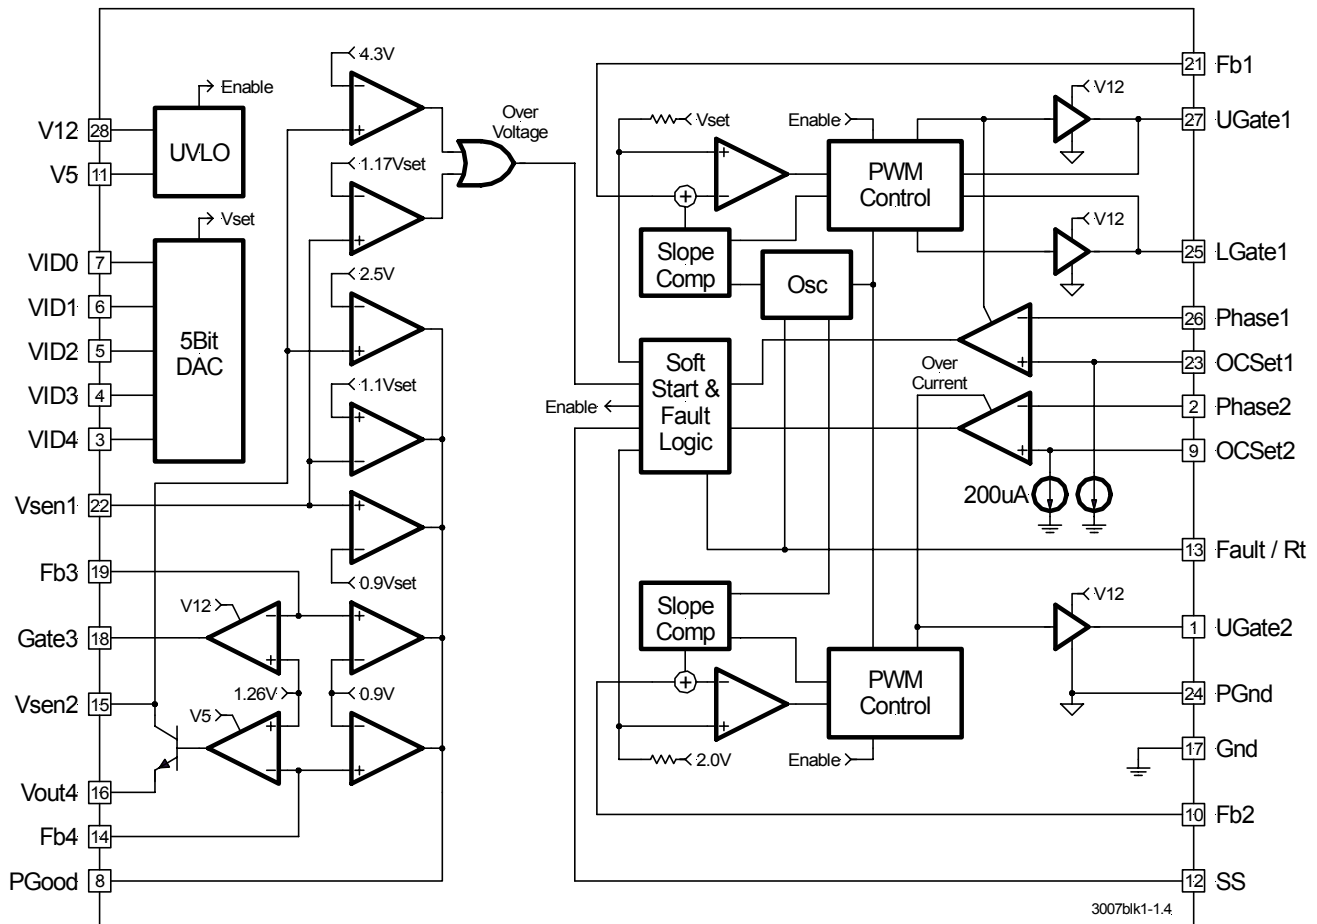 4.3V
21 Fb1
Enable
V12
Over
Voltage
V12 28
UVLO
Vset
Enable
27 UGate1
1.17Vset
V5 11
PWM
Control
Vset
V12
VID0 7
Slope
Comp
25 LGate1
2.5V
Osc
VID1 6
26 Phase1
5Bit
DAC
VID2 5
Soft
Start &
Fault
Logic
Over
Current
23 OCSet1
1.1Vset
VID3 4
Enable
2 Phase2
VID4 3
9 OCSet2
200uA
Vsen1 22
13 Fault / Rt
Fb3 19
0.9Vset
V12
Slope
Comp
V12
Gate3 18
1 UGate2
1.26V
0.9V
PWM
Control
24 PGnd
Vsen2 15
V5
17 Gnd
2.0V
Enable
Vout4 16
10 Fb2
Fb4 14
PGood 8
12 SS
3007blk1-1.4